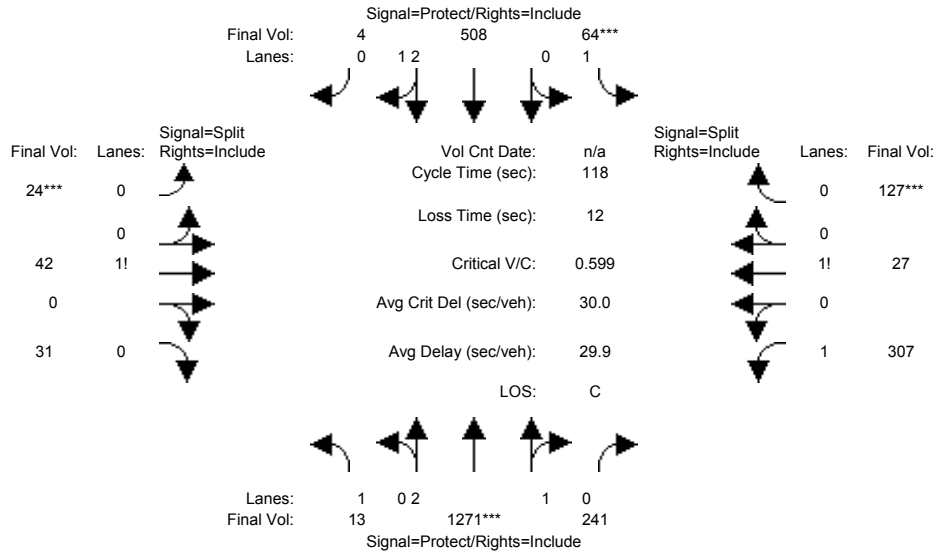 Signal=Protect/Rights=Include
Final Vol: 4 508 64***
Lanes: 0 1 2 0 1
Signal=Split
Final Vol: Lanes: Rights=Include
Vol Cnt Date: n/a
Signal=Split
Rights=Include Lanes: Final Vol:
Cycle Time (sec): 118
24*** 0
0 127***
Loss Time (sec): 12
0
0
42 1!
Critical V/C: 0.599
1! 27
0 0
Avg Crit Del (sec/veh): 30.0
0
31 0
Avg Delay (sec/veh): 29.9
1 307
LOS: C
Lanes: 1 0 2 1 0
Final Vol: 13 1271*** 241
Signal=Protect/Rights=Include